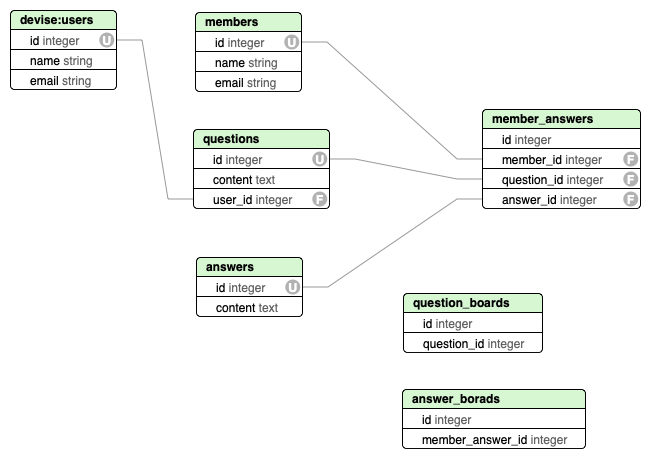 devise:users
id integer U
name string
email string
members
id integer U
name string
email string
questions
id integer U
content text
user_id integer F
answers
id integer U
content text
member_answers
id integer
member_id integer F
question_id integer F
answer_id integer F
question_boards
id integer
question_id integer
answer_borads
id integer
member_answer_id integer